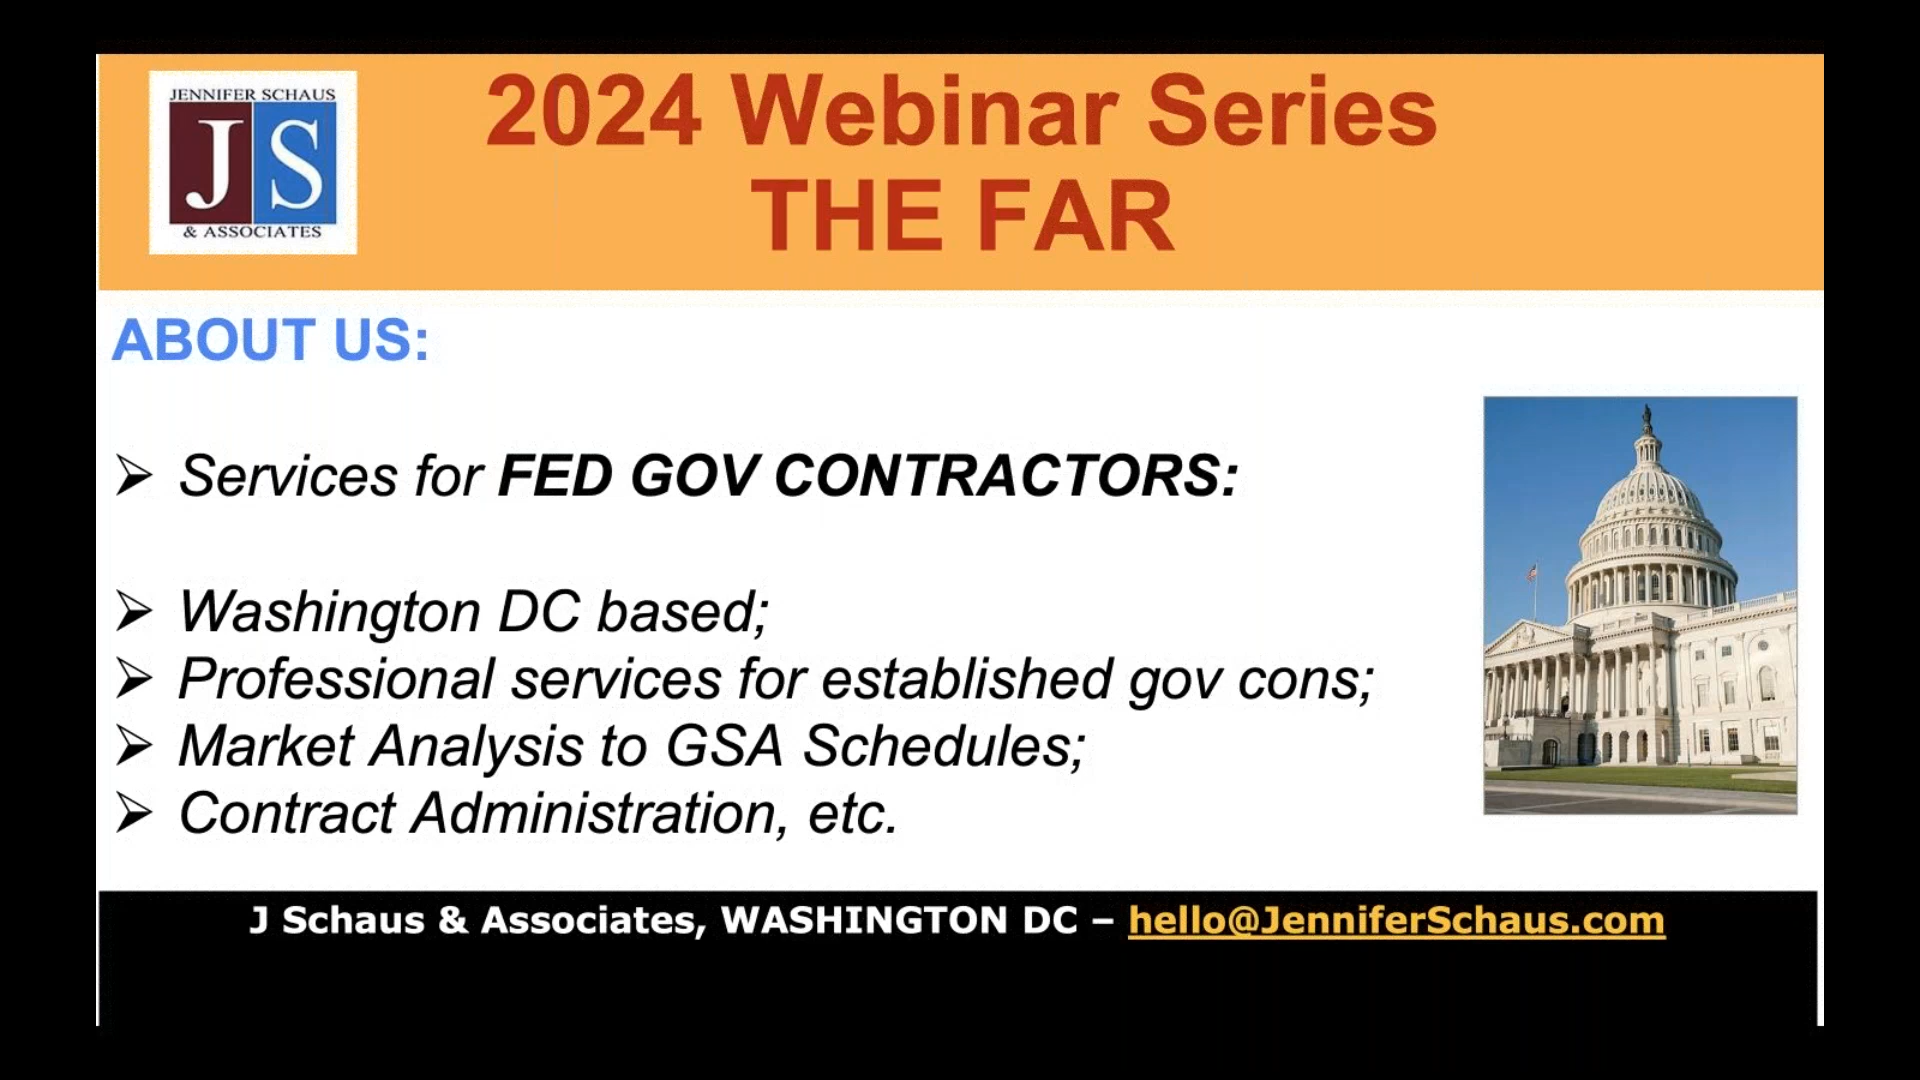 JENNIFER SCHAUS
JS
& ASSOCIATES
2024 Webinar Series
THE FAR
ABOUT US:
➢ Services for FED GOV CONTRACTORS:
➢ Washington DC based;
➢ Professional services for established gov cons;
➢ Market Analysis to GSA Schedules;
➢ Contract Administration, etc.
J Schaus & Associates, WASHINGTON DC – hello@JenniferSchaus.com